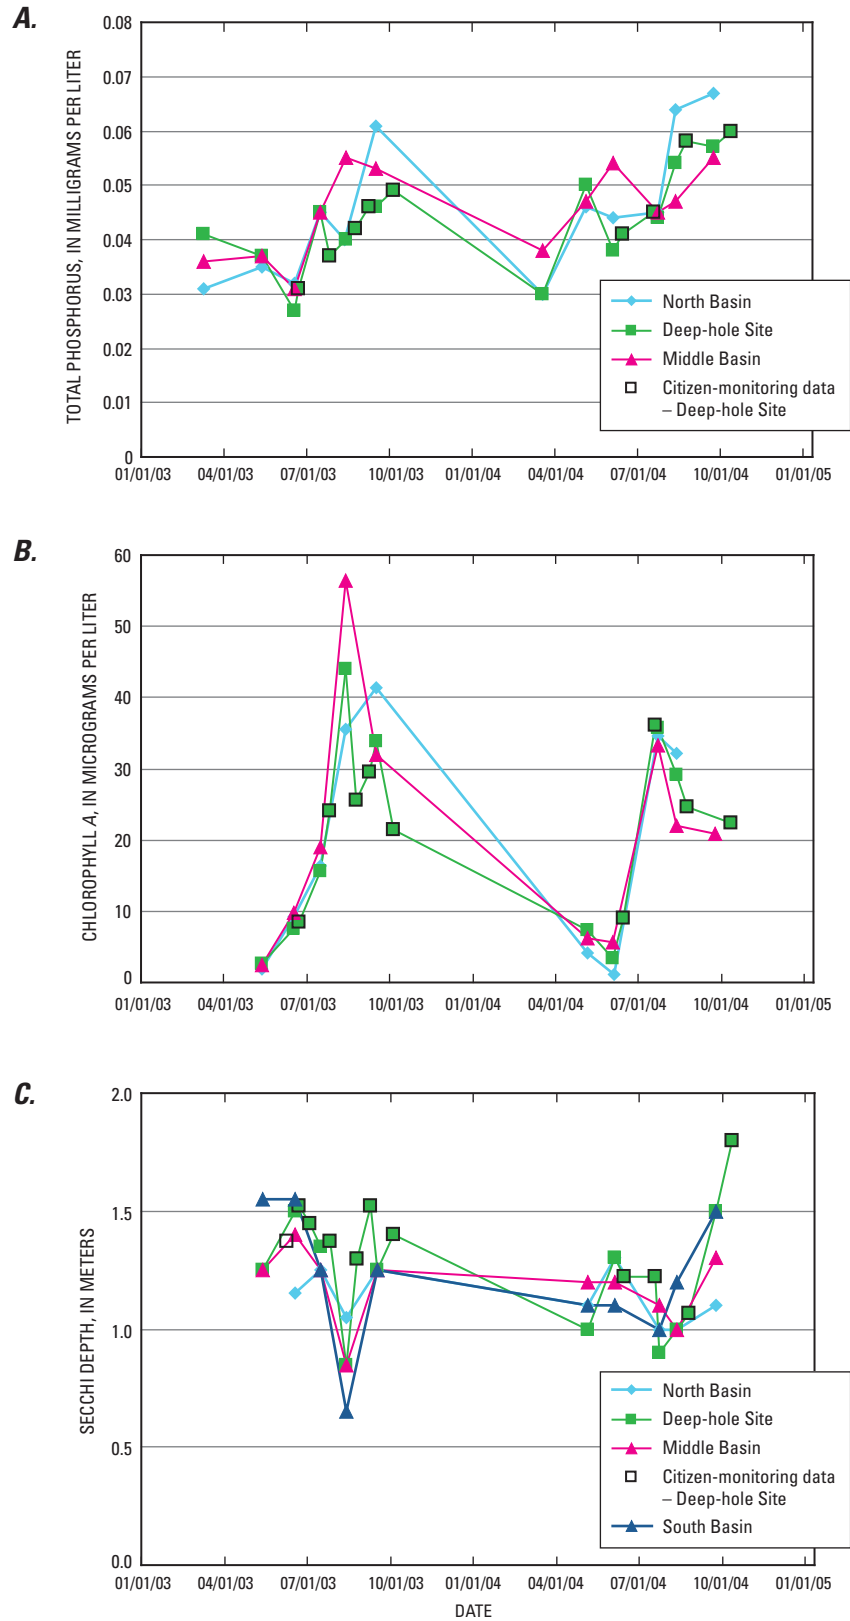 A.
TOTAL PHOSPHORUS, IN MILLIGRAMS PER LITER
0.08
0.07
0.06
0.05
0.04
0.03
0.02
0.01
0
01/01/03 04/01/03 07/01/03 10/01/03 01/01/04 04/01/04 07/01/04 10/01/04 01/01/05
North Basin
Deep-hole Site
Middle Basin
Citizen-monitoring data
– Deep-hole Site
B.
CHLOROPHYLL A, IN MICROGRAMS PER LITER
60
50
40
30
20
10
0
01/01/03 04/01/03 07/01/03 10/01/03 01/01/04 04/01/04 07/01/04 10/01/04 01/01/05
C.
SECCHI DEPTH, IN METERS
2.0
1.5
1.0
0.5
0.0
01/01/03 04/01/03 07/01/03 10/01/03 01/01/04 04/01/04 07/01/04 10/01/04 01/01/05
DATE
North Basin
Deep-hole Site
Middle Basin
Citizen-monitoring data
– Deep-hole Site
South Basin